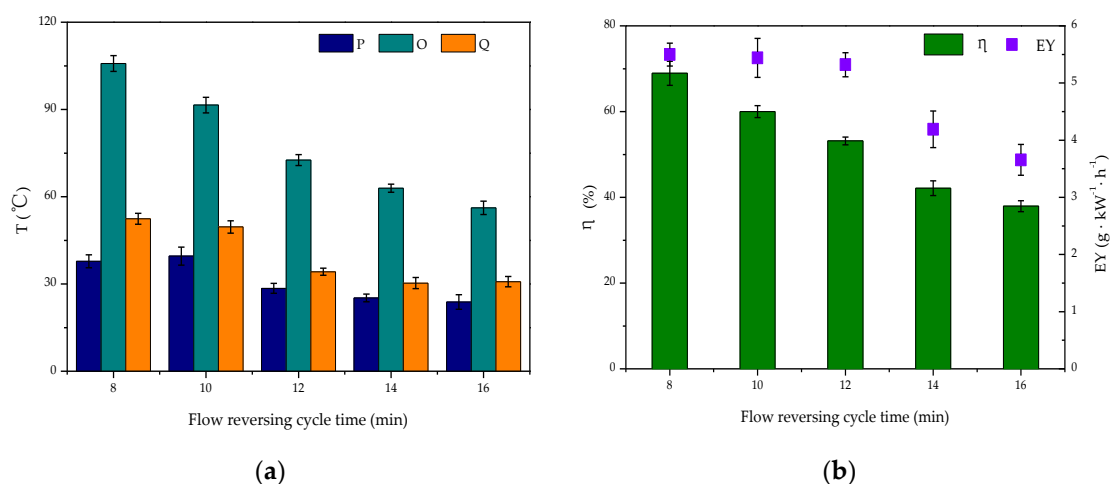 120
90
60
30
0
T (℃)
P O Q
8 10 12 14 16
Flow reversing cycle time (min)
(a)
80
60
40
20
0
η (%)
η EY
6
5
4
3
2
1
0
EY (g · kW⁻¹ · h⁻¹)
8 10 12 14 16
Flow reversing cycle time (min)
(b)